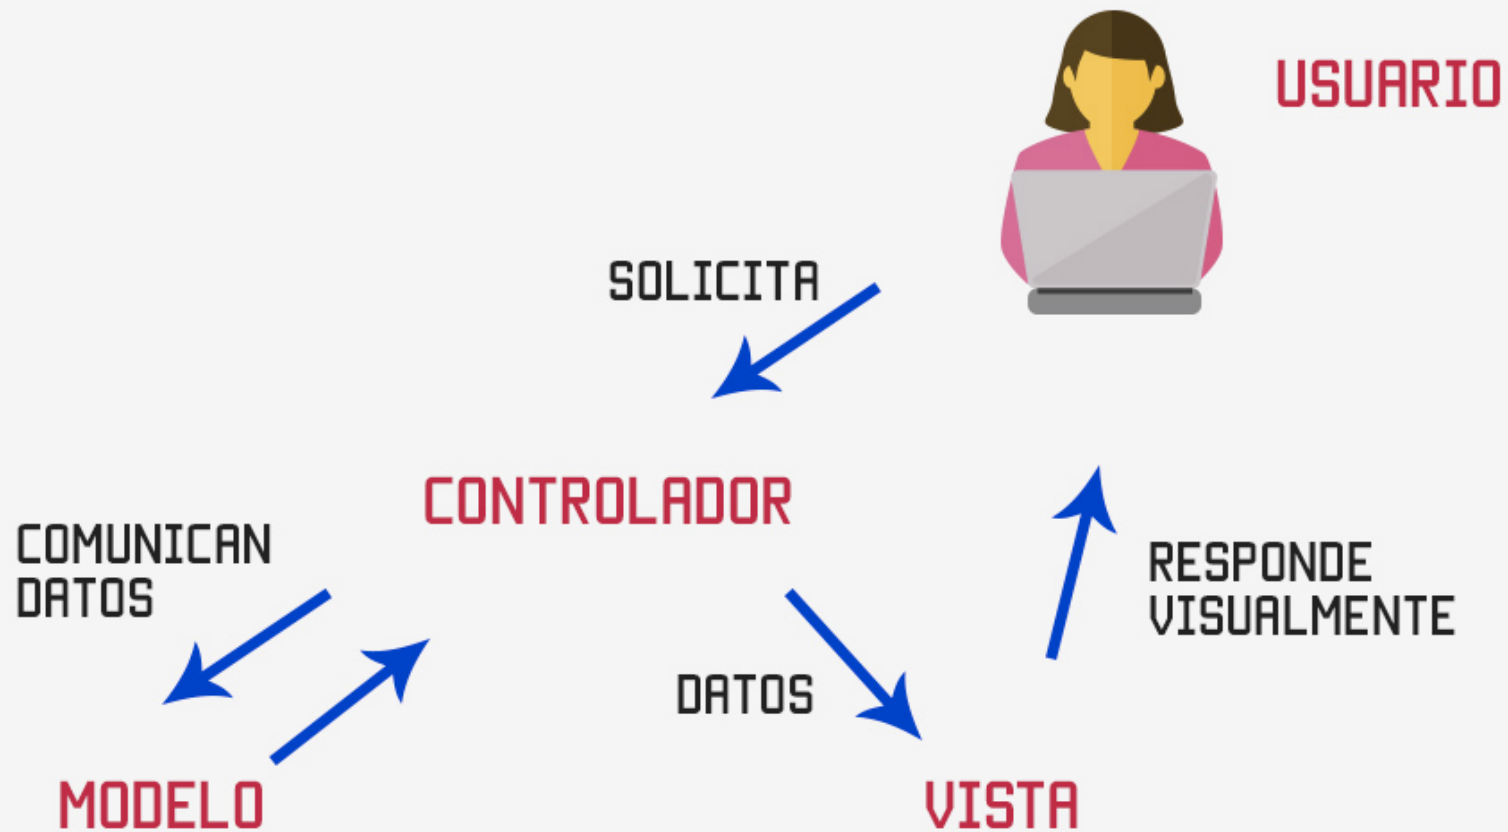 USUARIO
SOLICITA
CONTROLADOR
COMUNICAN
DATOS
RESPONDE
VISUALMENTE
DATOS
MODELO
VISTA